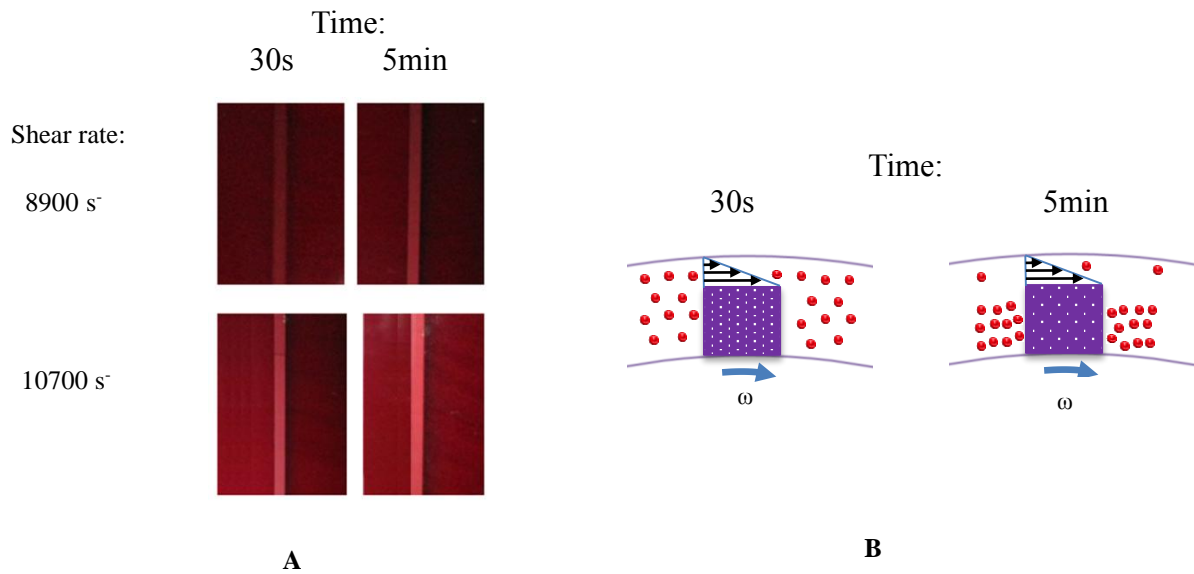 Time:
30s 5min
Shear rate:
8900 s-
10700 s-
A
Time:
30s 5min
ω ω
B